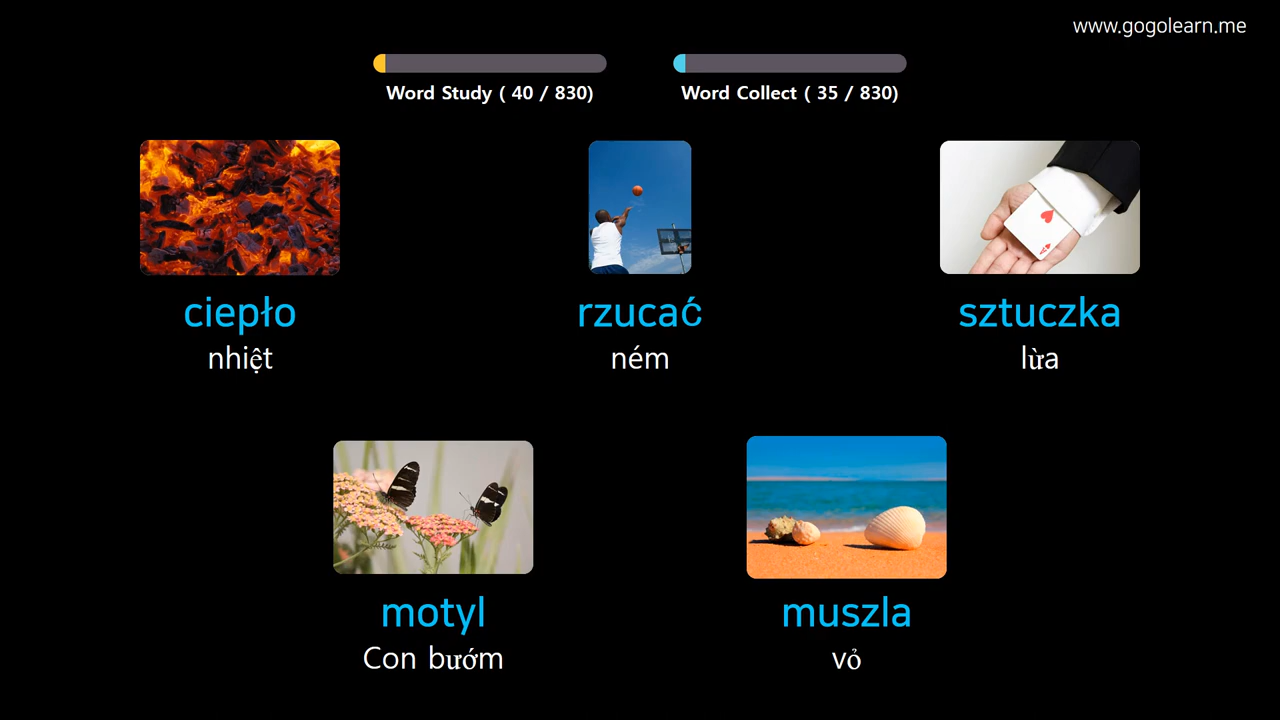 www.gogolearn.me
Word Study ( 40 / 830)
Word Collect ( 35 / 830)
ciepło
nhiệt
rzucać
ném
sztuczka
lừa
motyl
Con bướm
muszla
vỏ